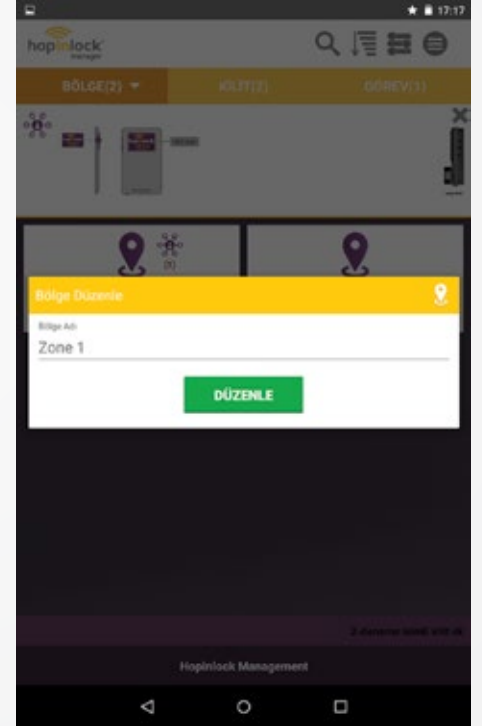 17:17
hopinlock
manager
BÖLGE(2)
KİLİT(2)
GÖREV(1)
(1)
Bölge Düzenle
Bölge Adı
Zone 1
DÜZENLE
Hopinlock Management